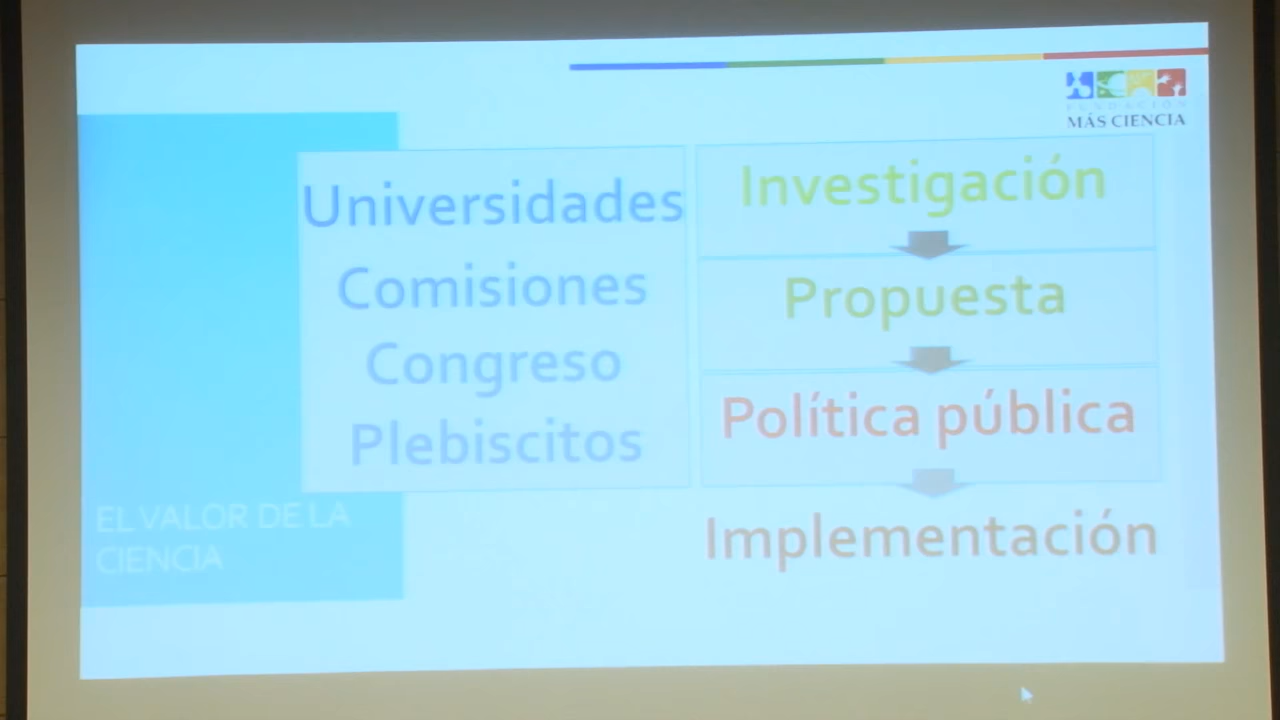 FUNDACIÓN
MÁS CIENCIA
Universidades
Comisiones
Congreso
Plebiscitos
Investigación
Propuesta
Política pública
Implementación
EL VALOR DE LA
CIENCIA